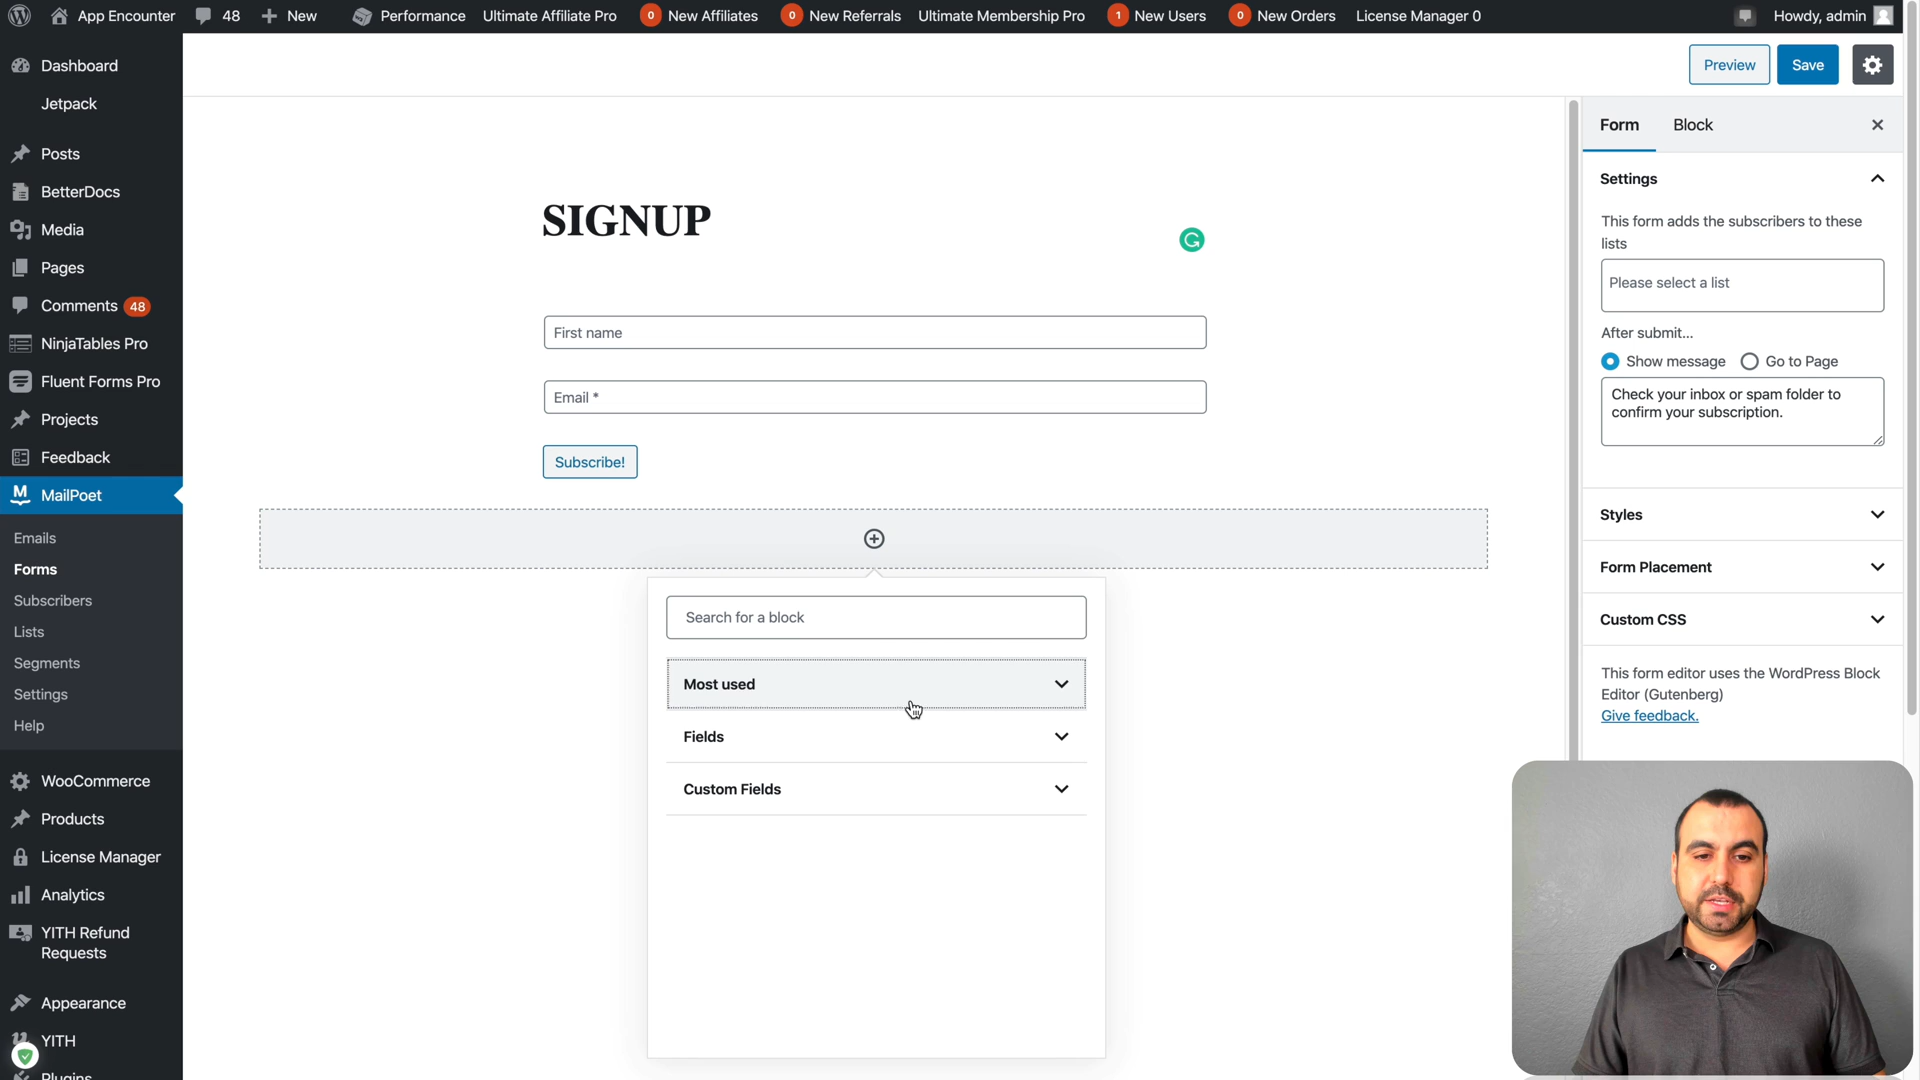 App Encounter
48
New
Performance
Ultimate Affiliate Pro
0 New Affiliates
0 New Referrals
Ultimate Membership Pro
1 New Users
0 New Orders
License Manager 0
Howdy, admin
Dashboard
Jetpack
Posts
BetterDocs
Media
Pages
Comments 48
NinjaTables Pro
Fluent Forms Pro
Projects
Feedback
MailPoet
Emails
Forms
Subscribers
Lists
Segments
Settings
Help
WooCommerce
Products
License Manager
Analytics
YITH Refund
Requests
Appearance
YITH
Plugins
Preview
Save
SIGNUP
First name
Email *
Subscribe!
Search for a block
Most used
Fields
Custom Fields
Form
Block
Settings
This form adds the subscribers to these
lists
Please select a list
After submit...
Show message
Go to Page
Check your inbox or spam folder to
confirm your subscription.
Styles
Form Placement
Custom CSS
This form editor uses the WordPress Block
Editor (Gutenberg)
Give feedback.